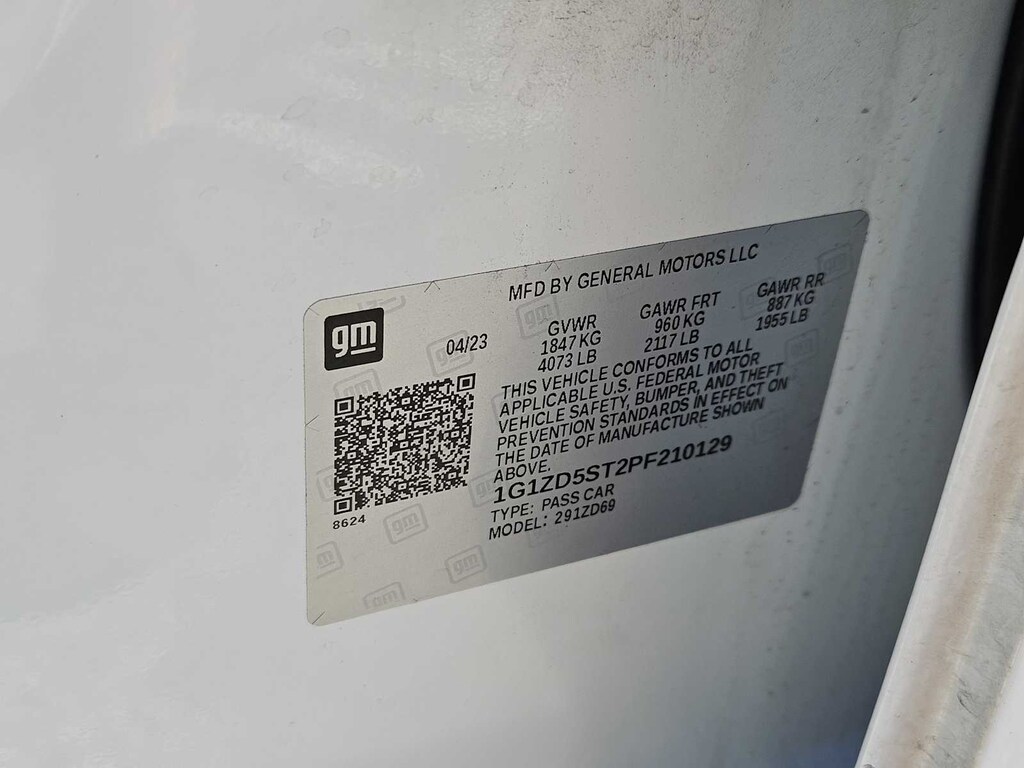 MFD BY GENERAL MOTORS LLC
gm
04/23
GVWR
1847 KG
4073 LB
GAWR FRT
960 KG
2117 LB
GAWR RR
887 KG
1955 LB
THIS VEHICLE CONFORMS TO ALL
APPLICABLE U.S. FEDERAL MOTOR
VEHICLE SAFETY, BUMPER, AND THEFT
PREVENTION STANDARDS IN EFFECT ON
THE DATE OF MANUFACTURE SHOWN
ABOVE.
1G1ZD5ST2PF210129
TYPE: PASS CAR
MODEL: 291ZD69
8624